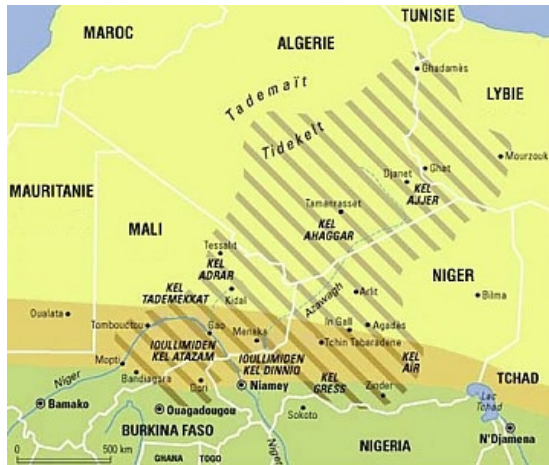 MAROC
ALGERIE
TUNISIE
Ghadamès
LYBIE
Tademaït
Tidekelt
Mourzouk
Ghat
Djanet
KEL
AJJER
Tamanrasset
KEL
AHAGGAR
MAURITANIE
MALI
Tessalit
KEL
ADRAR
KEL
TADEMEKKAT
Kidal
Azawagh
Arlit
NIGER
Bilma
Oualata
Tombouctou
Gao
Menaka
In Gall
Agadès
Tchin Tabaradene
IOULLIMIDEN
KEL ATAZAM
IOULLIMIDEN
KEL DINNIQ
KEL
AÏR
KEL
GRESS
Mopti
Bandiagara
Dori
Niger
Niamey
Zinder
TCHAD
Lac
Tchad
Bamako
Ouagadougou
Sokoto
BURKINA FASO
NIGERIA
N'Djamena
GHANA
TOGO
0
500 km